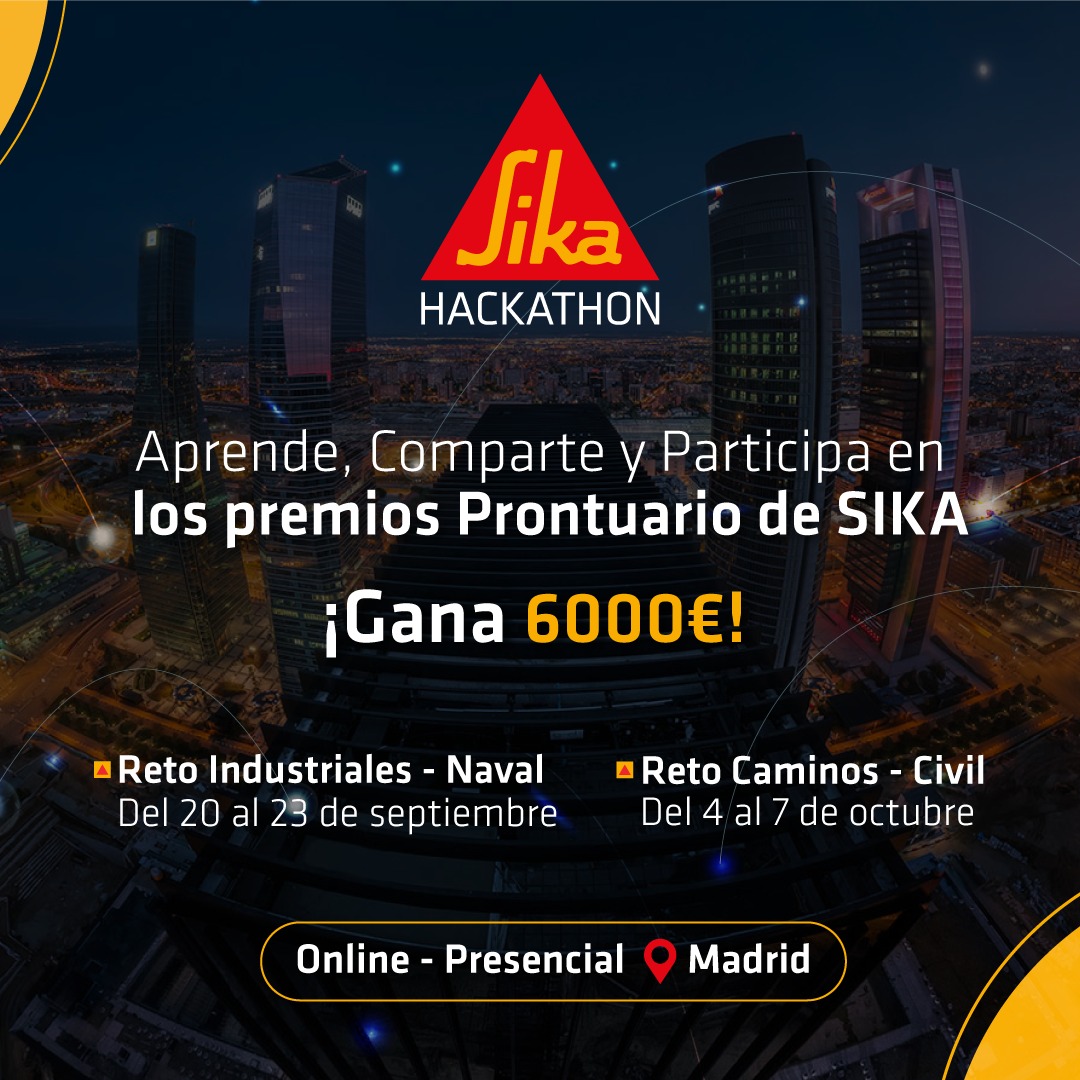 Sika
HACKATHON
Aprende, Comparte y Participa en
los premios Prontuario de SIKA
¡Gana 6000€!
Reto Industriales - Naval
Del 20 al 23 de septiembre
Reto Caminos - Civil
Del 4 al 7 de octubre
Online - Presencial Madrid